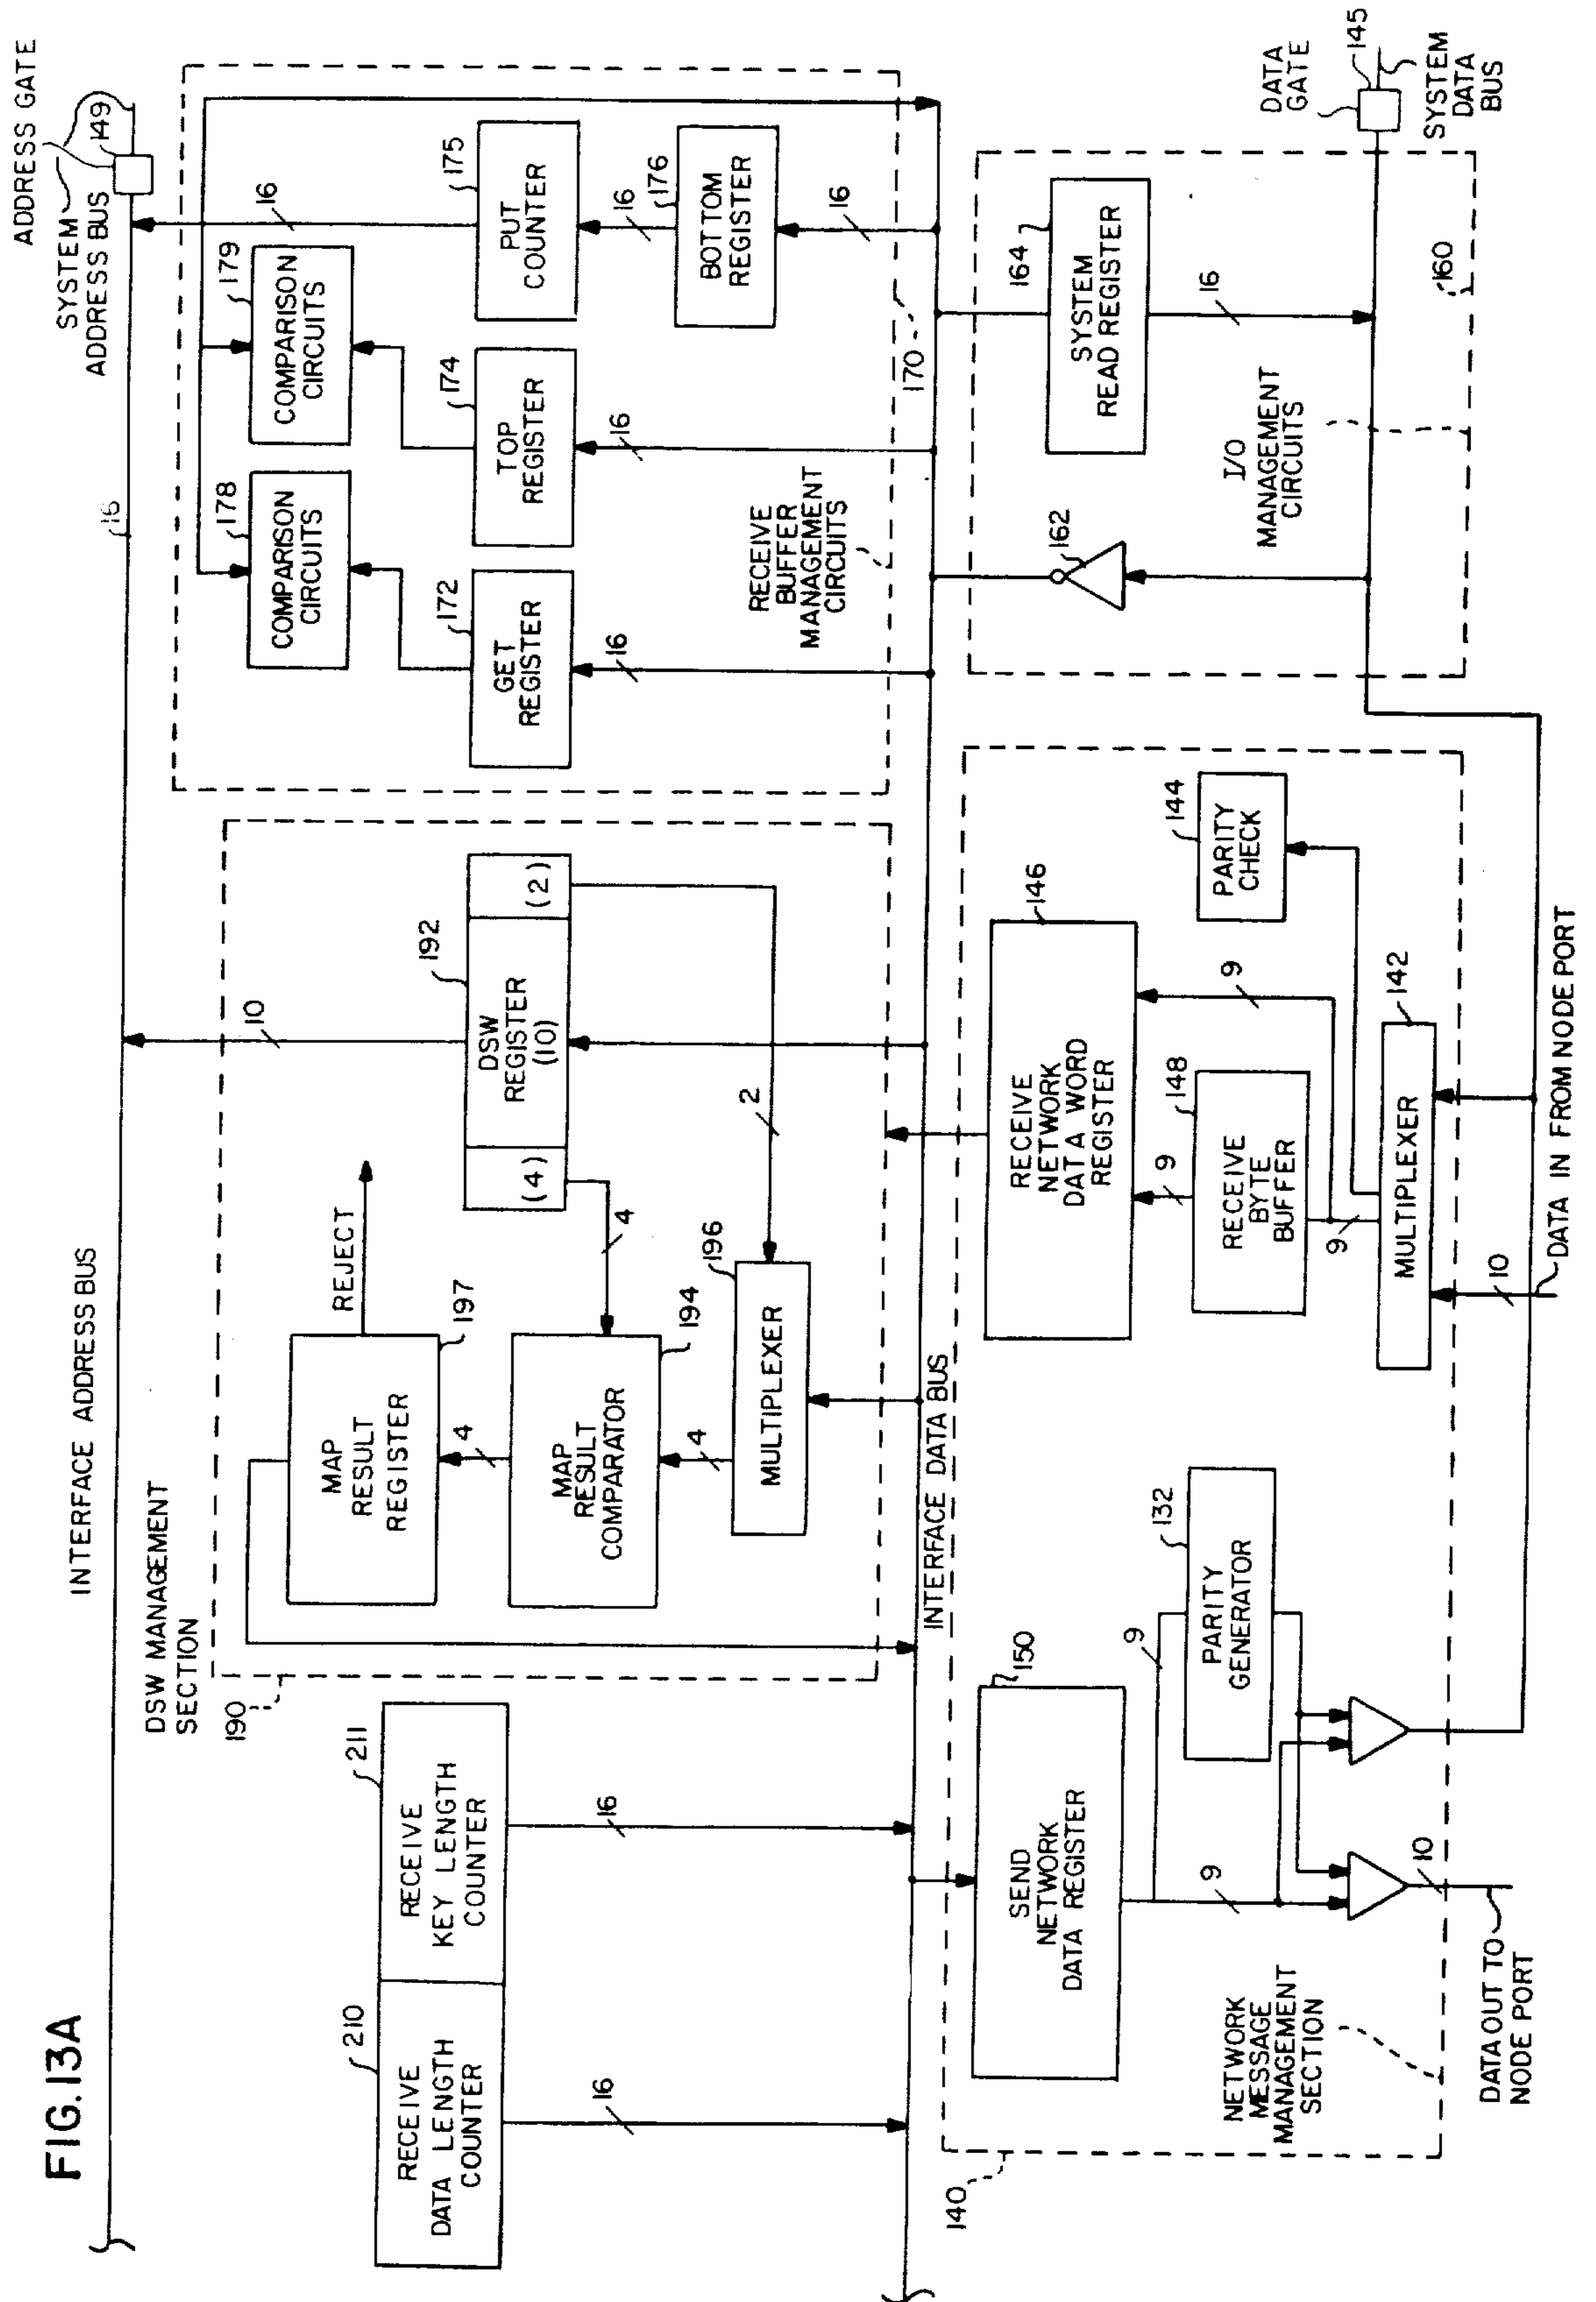 FIG.13A
INTERFACE ADDRESS BUS
16
SYSTEM
ADDRESS BUS
ADDRESS GATE
149
DSW MANAGEMENT
SECTION
190
210
211
RECEIVE
DATA LENGTH
COUNTER
RECEIVE
KEY LENGTH
COUNTER
16
16
MAP
RESULT
REGISTER
197
REJECT
4
MAP
RESULT
COMPARATOR
194
4
4
MULTIPLEXER
196
2
192
(4)
DSW
REGISTER
(10)
(2)
10
178
COMPARISON
CIRCUITS
179
COMPARISON
CIRCUITS
172
GET
REGISTER
16
174
TOP
REGISTER
16
175
PUT
COUNTER
16
16
176
BOTTOM
REGISTER
16
RECEIVE
BUFFER
MANAGEMENT
CIRCUITS
170
INTERFACE DATA BUS
140
NETWORK
MESSAGE
MANAGEMENT
SECTION
150
SEND
NETWORK
DATA REGISTER
9
9
132
PARITY
GENERATOR
10
DATA OUT TO
NODE PORT
146
RECEIVE
NETWORK
DATA WORD
REGISTER
9
9
148
RECEIVE
BYTE
BUFFER
9
144
PARITY
CHECK
142
MULTIPLEXER
10
DATA IN FROM NODE PORT
162
164
SYSTEM
READ REGISTER
16
I/O
MANAGEMENT
CIRCUITS
160
DATA
GATE
145
SYSTEM
DATA
BUS